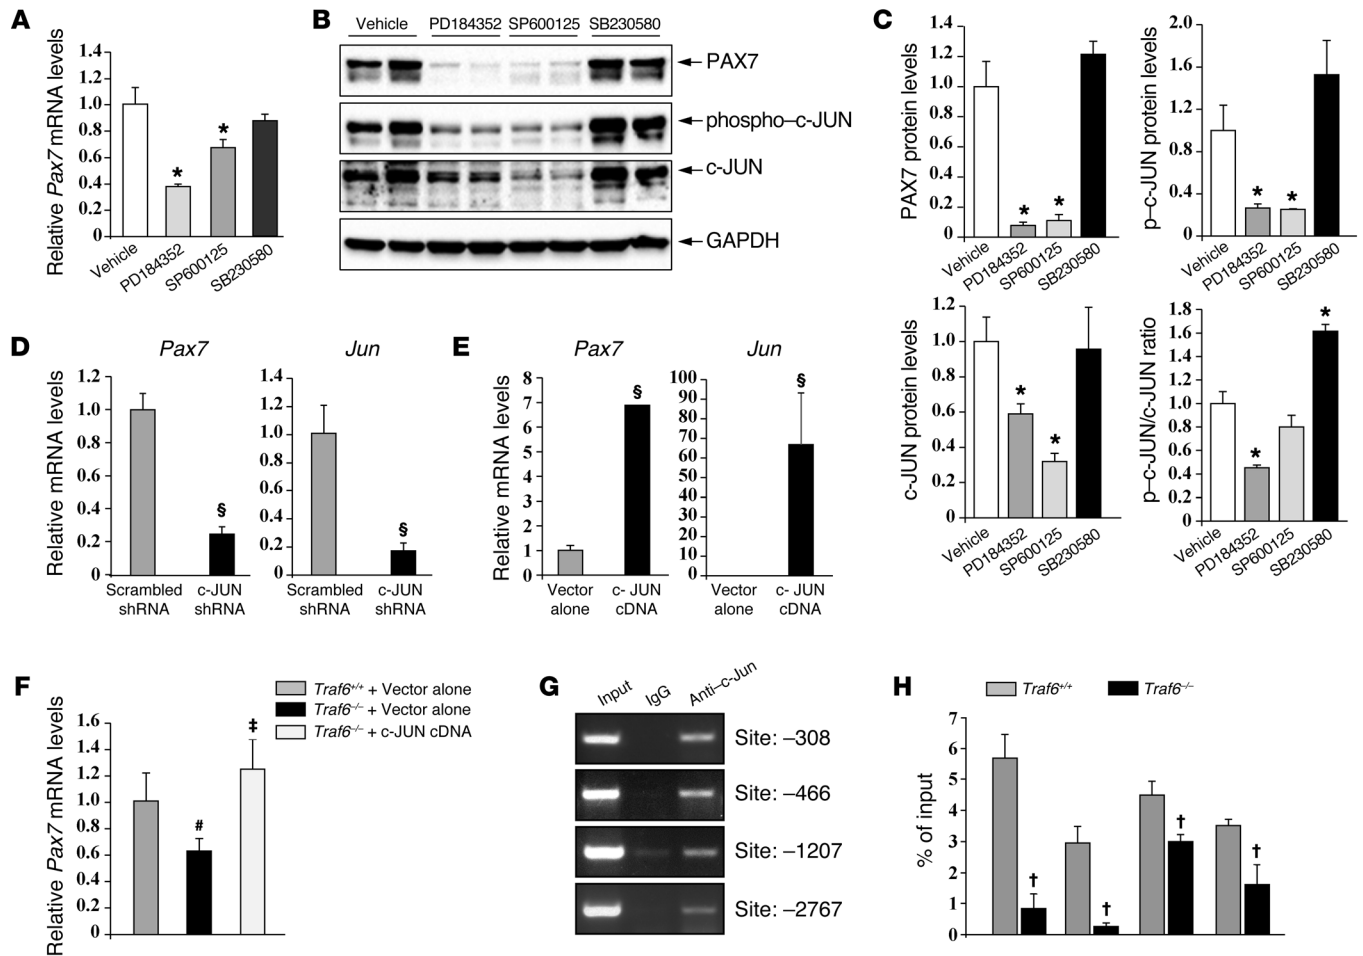 A
Relative Pax7 mRNA levels
1.4
1.2
1.0
0.8
0.6
0.4
0.2
0
*
*
Vehicle
PD184352
SP600125
SB230580
B
Vehicle PD184352 SP600125 SB230580
PAX7
phospho–c-JUN
c-JUN
GAPDH
C
PAX7 protein levels
1.4
1.2
1.0
0.8
0.6
0.4
0.2
0
*
*
Vehicle
PD184352
SP600125
SB230580
p–c-JUN protein levels
2.0
1.6
1.2
0.8
0.4
0
*
*
Vehicle
PD184352
SP600125
SB230580
c-JUN protein levels
1.2
1.0
0.8
0.6
0.4
0.2
0
*
*
Vehicle
PD184352
SP600125
SB230580
p–c-JUN/c-JUN ratio
1.8
1.6
1.4
1.2
1.0
0.8
0.6
0.4
0.2
0
*
*
Vehicle
PD184352
SP600125
SB230580
D
Relative mRNA levels
Pax7
1.2
1.0
0.8
0.6
0.4
0.2
0
§
Scrambled
shRNA
c-JUN
shRNA
Jun
1.4
1.2
1.0
0.8
0.6
0.4
0.2
0
§
Scrambled
shRNA
c-JUN
shRNA
E
Relative mRNA levels
Pax7
8
7
6
5
4
3
2
1
0
§
Vector
alone
c- JUN
cDNA
Jun
100
90
80
70
60
50
40
30
20
10
0
§
Vector
alone
c- JUN
cDNA
F
Traf6+/+ + Vector alone
Traf6–/– + Vector alone
Traf6–/– + c-JUN cDNA
Relative Pax7 mRNA levels
1.6
1.4
1.2
1.0
0.8
0.6
0.4
0.2
0
#
‡
G
Input IgG Anti–c-Jun
Site: –308
Site: –466
Site: –1207
Site: –2767
H
Traf6+/+ Traf6–/–
% of input
7
6
5
4
3
2
1
0
†
†
†
†